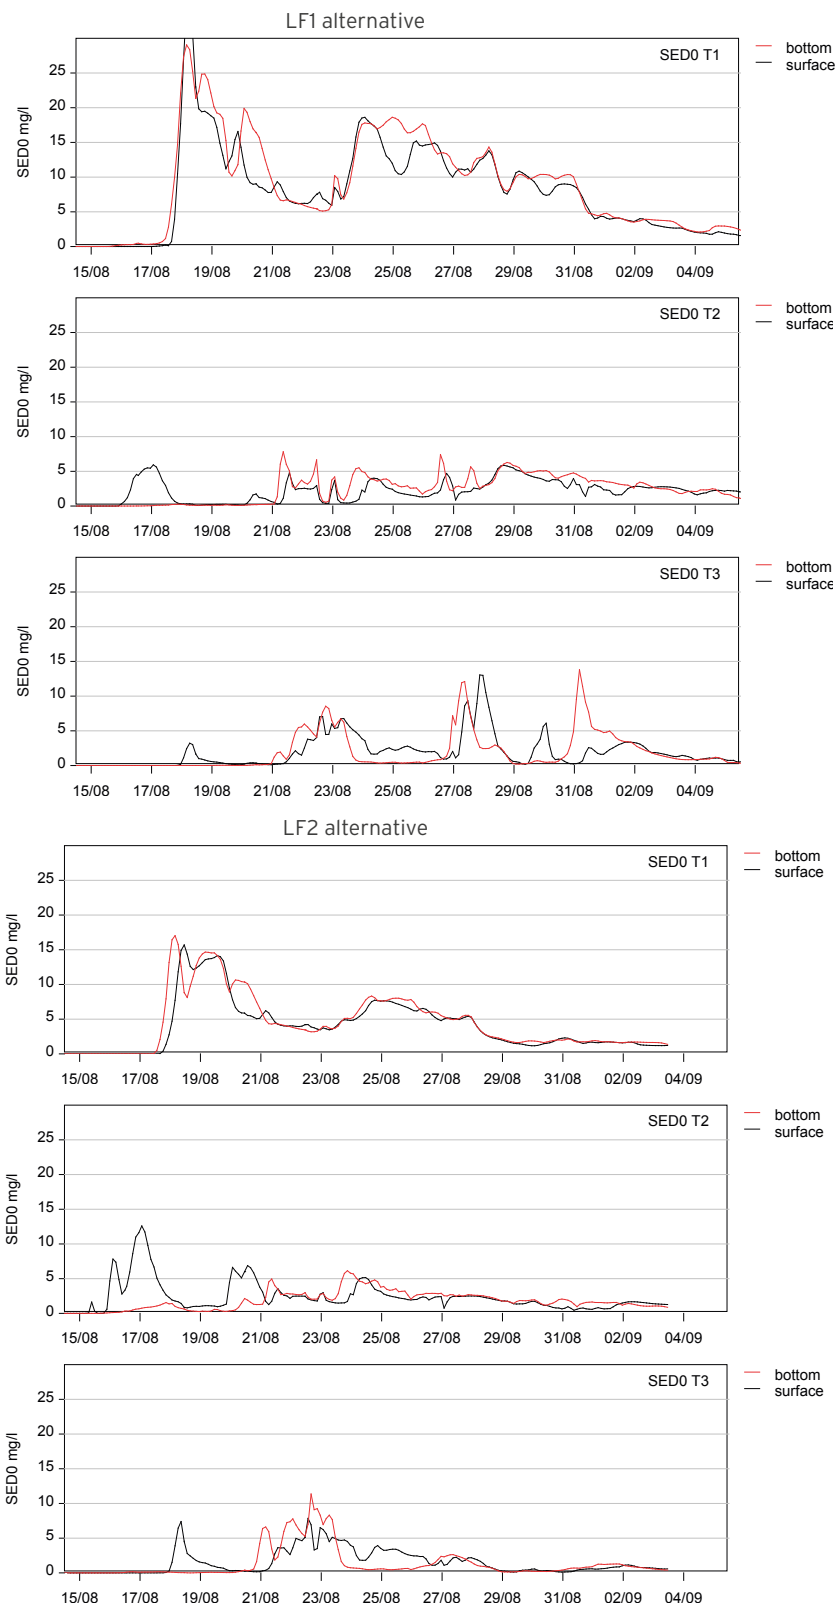 LF1 alternative
SED0 T1
bottom
surface
SED0 mg/l
25
20
15
10
5
0
15/08 17/08 19/08 21/08 23/08 25/08 27/08 29/08 31/08 02/09 04/09
SED0 T2
bottom
surface
SED0 mg/l
25
20
15
10
5
0
15/08 17/08 19/08 21/08 23/08 25/08 27/08 29/08 31/08 02/09 04/09
SED0 T3
bottom
surface
SED0 mg/l
25
20
15
10
5
0
15/08 17/08 19/08 21/08 23/08 25/08 27/08 29/08 31/08 02/09 04/09
LF2 alternative
SED0 T1
bottom
surface
SED0 mg/l
25
20
15
10
5
0
15/08 17/08 19/08 21/08 23/08 25/08 27/08 29/08 31/08 02/09 04/09
SED0 T2
bottom
surface
SED0 mg/l
25
20
15
10
5
0
15/08 17/08 19/08 21/08 23/08 25/08 27/08 29/08 31/08 02/09 04/09
SED0 T3
bottom
surface
SED0 mg/l
25
20
15
10
5
0
15/08 17/08 19/08 21/08 23/08 25/08 27/08 29/08 31/08 02/09 04/09